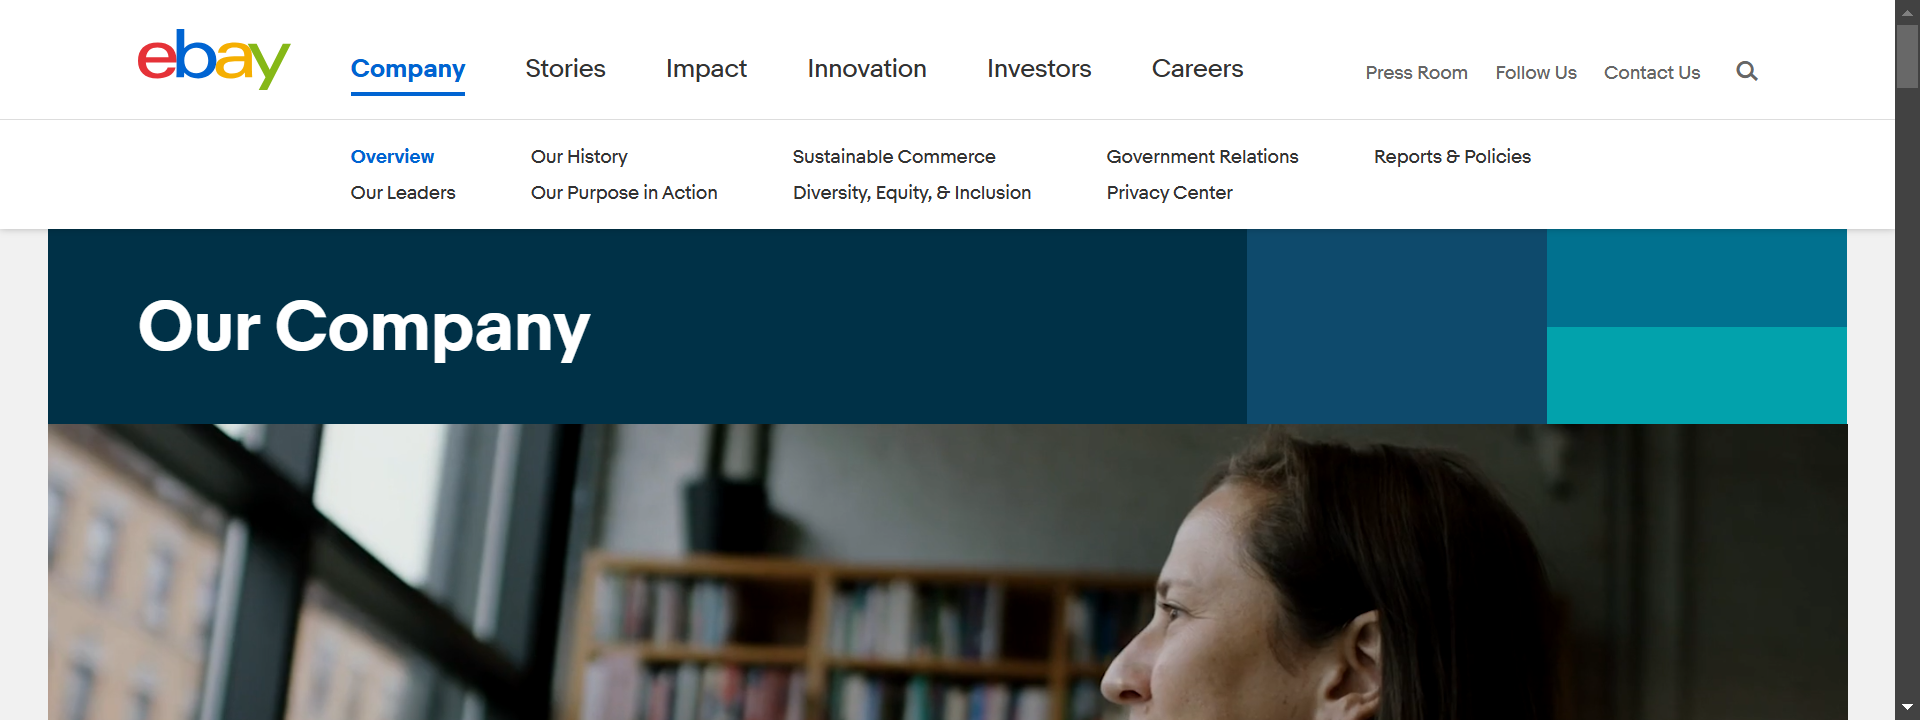 ebay
Company Stories Impact Innovation Investors Careers Press Room Follow Us Contact Us
Overview Our History Sustainable Commerce Government Relations Reports & Policies
Our Leaders Our Purpose in Action Diversity, Equity, & Inclusion Privacy Center
Our Company